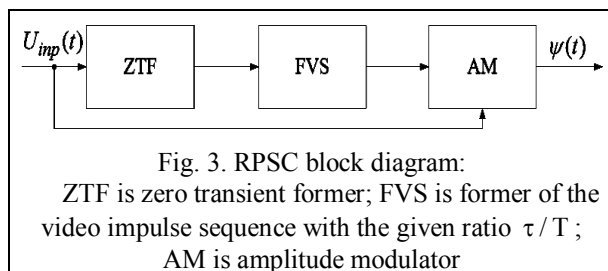 U_inp(t)
ψ(t)
ZTF
FVS
AM
Fig. 3. RPSC block diagram:
ZTF is zero transient former; FVS is former of the
video impulse sequence with the given ratio τ / T ;
AM is amplitude modulator